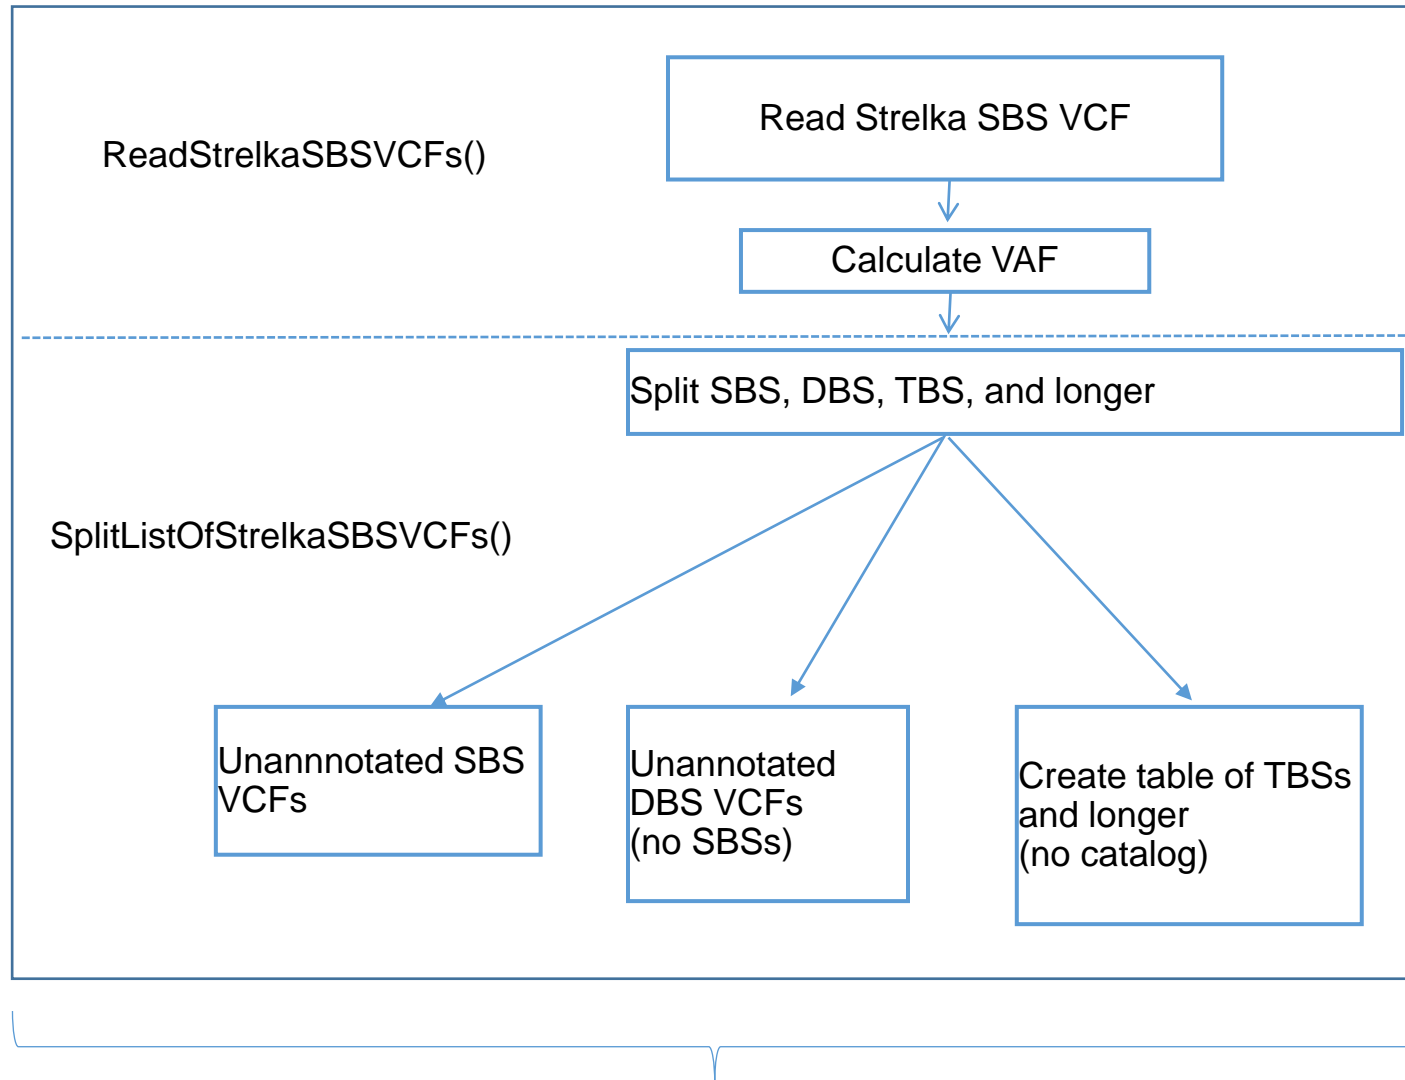 Read Strelka SBS VCF
ReadStrelkaSBSVCFs()
Calculate VAF
Split SBS, DBS, TBS, and longer
SplitListOfStrelkaSBSVCFs()
Unannnotated SBS
VCFs
Unannotated
DBS VCFs
(no SBSs)
Create table of TBSs
and longer
(no catalog)